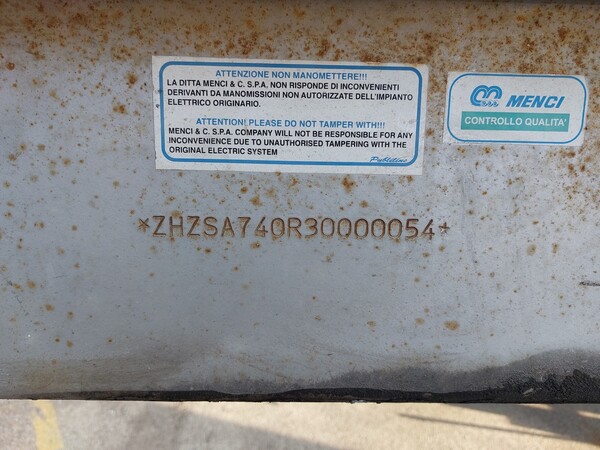 ATTENZIONE NON MANOMETTERE!!!
LA DITTA MENCI & C. S.P.A. NON RISPONDE DI INCONVENIENTI
DERIVANTI DA MANOMISSIONI NON AUTORIZZATE DELL'IMPIANTO
ELETTRICO ORIGINARIO.
ATTENTION! PLEASE DO NOT TAMPER WITH!!!
MENCI & C. S.P.A. COMPANY WILL NOT BE RESPONSIBLE FOR ANY
INCONVENIENCE DUE TO UNAUTHORISED TAMPERING WITH THE
ORIGINAL ELECTRIC SYSTEM
MENCI
CONTROLLO QUALITA'
*ZHZSA740R30000054*